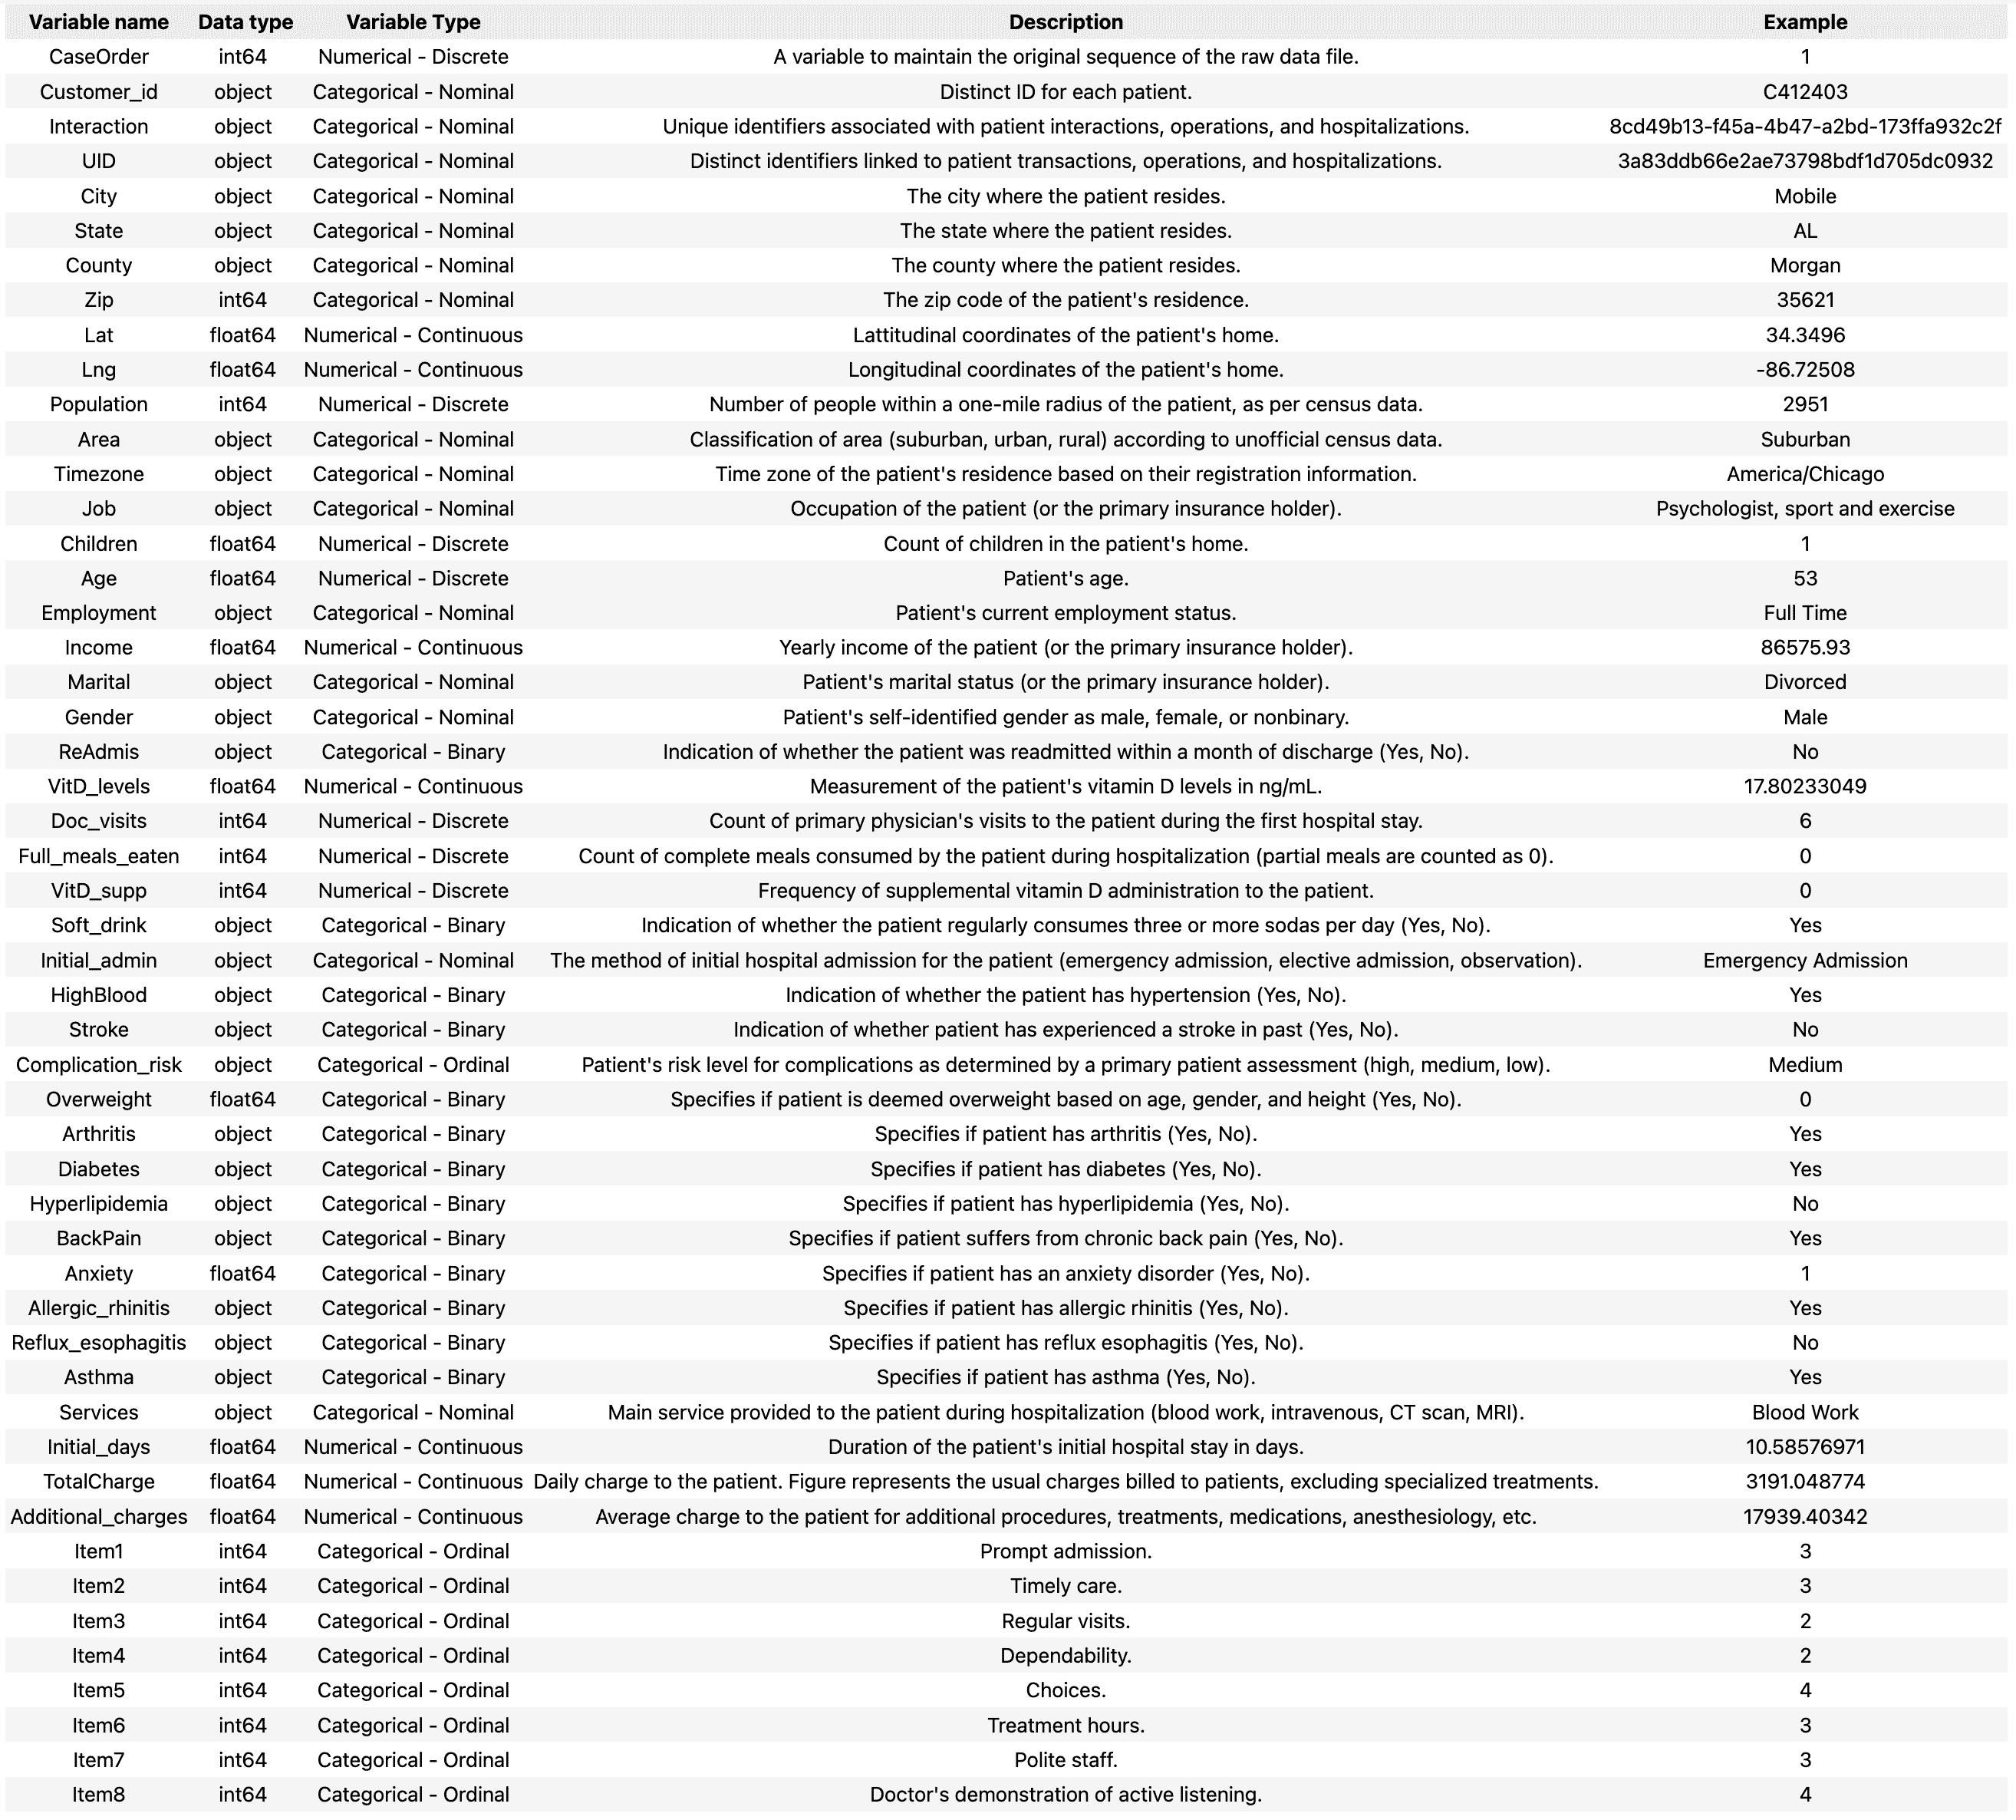 Variable name Data type Variable Type Description Example
CaseOrder int64 Numerical - Discrete A variable to maintain the original sequence of the raw data file. 1
Customer_id object Categorical - Nominal Distinct ID for each patient. C412403
Interaction object Categorical - Nominal Unique identifiers associated with patient interactions, operations, and hospitalizations. 8cd49b13-f45a-4b47-a2bd-173ffa932c2f
UID object Categorical - Nominal Distinct identifiers linked to patient transactions, operations, and hospitalizations. 3a83ddb66e2ae73798bdf1d705dc0932
City object Categorical - Nominal The city where the patient resides. Mobile
State object Categorical - Nominal The state where the patient resides. AL
County object Categorical - Nominal The county where the patient resides. Morgan
Zip int64 Categorical - Nominal The zip code of the patient's residence. 35621
Lat float64 Numerical - Continuous Lattitudinal coordinates of the patient's home. 34.3496
Lng float64 Numerical - Continuous Longitudinal coordinates of the patient's home. -86.72508
Population int64 Numerical - Discrete Number of people within a one-mile radius of the patient, as per census data. 2951
Area object Categorical - Nominal Classification of area (suburban, urban, rural) according to unofficial census data. Suburban
Timezone object Categorical - Nominal Time zone of the patient's residence based on their registration information. America/Chicago
Job object Categorical - Nominal Occupation of the patient (or the primary insurance holder). Psychologist, sport and exercise
Children float64 Numerical - Discrete Count of children in the patient's home. 1
Age float64 Numerical - Discrete Patient's age. 53
Employment object Categorical - Nominal Patient's current employment status. Full Time
Income float64 Numerical - Continuous Yearly income of the patient (or the primary insurance holder). 86575.93
Marital object Categorical - Nominal Patient's marital status (or the primary insurance holder). Divorced
Gender object Categorical - Nominal Patient's self-identified gender as male, female, or nonbinary. Male
ReAdmis object Categorical - Binary Indication of whether the patient was readmitted within a month of discharge (Yes, No). No
VitD_levels float64 Numerical - Continuous Measurement of the patient's vitamin D levels in ng/mL. 17.80233049
Doc_visits int64 Numerical - Discrete Count of primary physician's visits to the patient during the first hospital stay. 6
Full_meals_eaten int64 Numerical - Discrete Count of complete meals consumed by the patient during hospitalization (partial meals are counted as 0). 0
VitD_supp int64 Numerical - Discrete Frequency of supplemental vitamin D administration to the patient. 0
Soft_drink object Categorical - Binary Indication of whether the patient regularly consumes three or more sodas per day (Yes, No). Yes
Initial_admin object Categorical - Nominal The method of initial hospital admission for the patient (emergency admission, elective admission, observation). Emergency Admission
HighBlood object Categorical - Binary Indication of whether the patient has hypertension (Yes, No). Yes
Stroke object Categorical - Binary Indication of whether patient has experienced a stroke in past (Yes, No). No
Complication_risk object Categorical - Ordinal Patient's risk level for complications as determined by a primary patient assessment (high, medium, low). Medium
Overweight float64 Categorical - Binary Specifies if patient is deemed overweight based on age, gender, and height (Yes, No). 0
Arthritis object Categorical - Binary Specifies if patient has arthritis (Yes, No). Yes
Diabetes object Categorical - Binary Specifies if patient has diabetes (Yes, No). Yes
Hyperlipidemia object Categorical - Binary Specifies if patient has hyperlipidemia (Yes, No). No
BackPain object Categorical - Binary Specifies if patient suffers from chronic back pain (Yes, No). Yes
Anxiety float64 Categorical - Binary Specifies if patient has an anxiety disorder (Yes, No). 1
Allergic_rhinitis object Categorical - Binary Specifies if patient has allergic rhinitis (Yes, No). Yes
Reflux_esophagitis object Categorical - Binary Specifies if patient has reflux esophagitis (Yes, No). No
Asthma object Categorical - Binary Specifies if patient has asthma (Yes, No). Yes
Services object Categorical - Nominal Main service provided to the patient during hospitalization (blood work, intravenous, CT scan, MRI). Blood Work
Initial_days float64 Numerical - Continuous Duration of the patient's initial hospital stay in days. 10.58576971
TotalCharge float64 Numerical - Continuous Daily charge to the patient. Figure represents the usual charges billed to patients, excluding specialized treatments. 3191.048774
Additional_charges float64 Numerical - Continuous Average charge to the patient for additional procedures, treatments, medications, anesthesiology, etc. 17939.40342
Item1 int64 Categorical - Ordinal Prompt admission. 3
Item2 int64 Categorical - Ordinal Timely care. 3
Item3 int64 Categorical - Ordinal Regular visits. 2
Item4 int64 Categorical - Ordinal Dependability. 2
Item5 int64 Categorical - Ordinal Choices. 4
Item6 int64 Categorical - Ordinal Treatment hours. 3
Item7 int64 Categorical - Ordinal Polite staff. 3
Item8 int64 Categorical - Ordinal Doctor's demonstration of active listening. 4